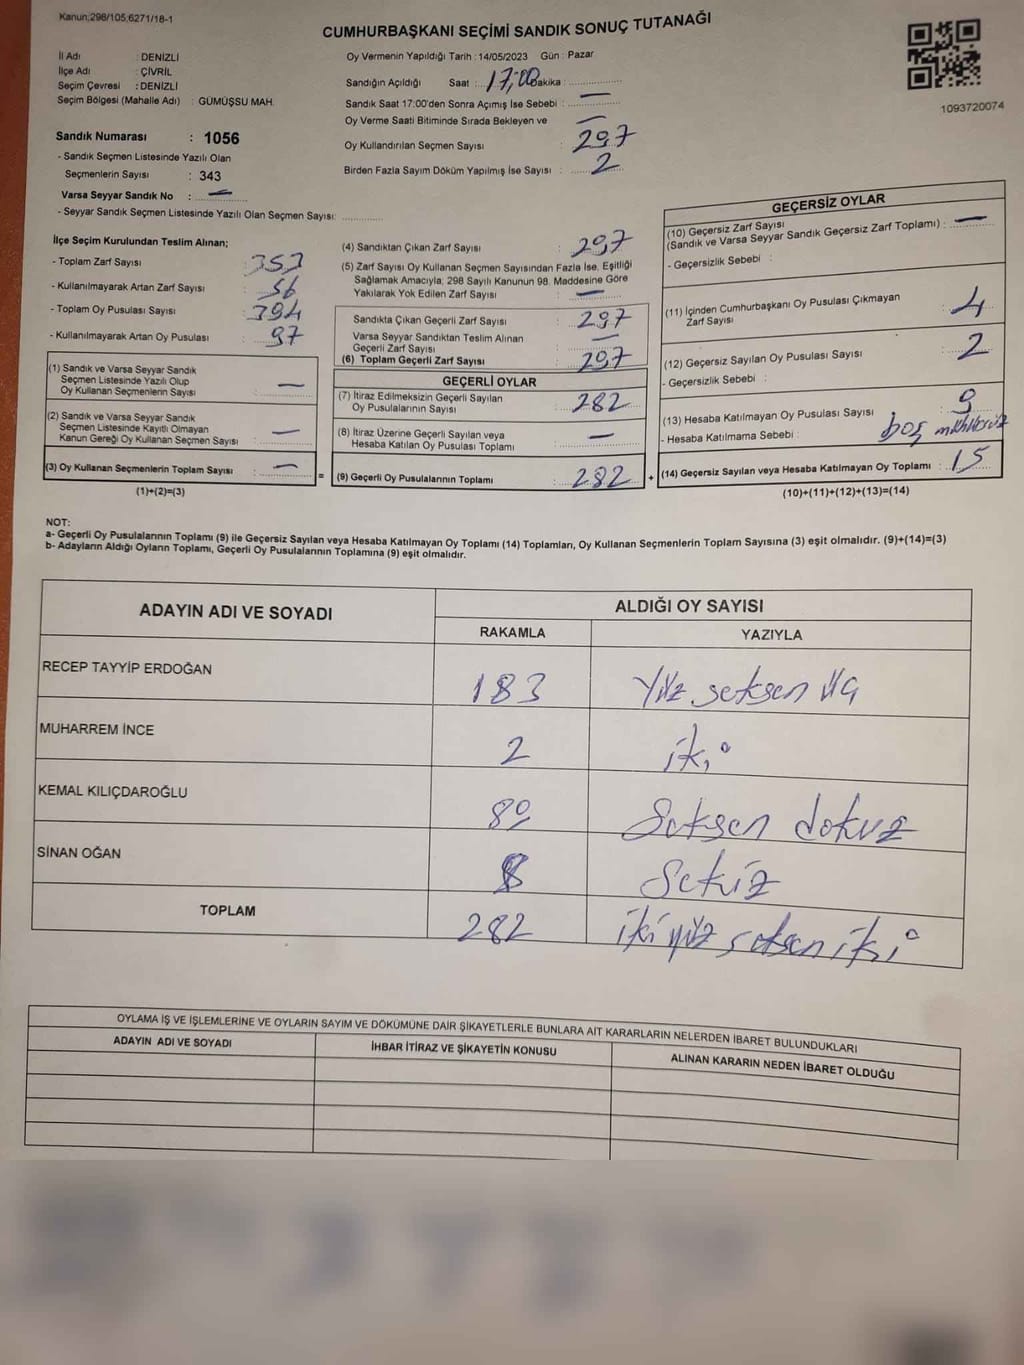 Kanun;298/105;6271/18-1
CUMHURBAŞKANI SEÇİMİ SANDIK SONUÇ TUTANAĞI
İl Adı : DENİZLİ
İlçe Adı : ÇİVRİL
Seçim Çevresi : DENİZLİ
Seçim Bölgesi (Mahalle Adı) : GÜMÜŞSU MAH.
Oy Vermenin Yapıldığı Tarih : 14/05/2023 Gün : Pazar
Sandığın Açıldığı Saat : 17:00 Dakika :
Sandık Saat 17:00'den Sonra Açımış İse Sebebi : —
Oy Verme Saati Bitiminde Sırada Bekleyen ve —
Oy Kullandırılan Seçmen Sayısı : 297
Birden Fazla Sayım Döküm Yapılmış İse Sayısı : 2
1093720074
Sandık Numarası : 1056
- Sandık Seçmen Listesinde Yazılı Olan
Seçmenlerin Sayısı : 343
Varsa Seyyar Sandık No : —
- Seyyar Sandık Seçmen Listesinde Yazılı Olan Seçmen Sayısı:
İlçe Seçim Kurulundan Teslim Alınan;
- Toplam Zarf Sayısı : 353
- Kullanılmayarak Artan Zarf Sayısı : 56
- Toplam Oy Pusulası Sayısı : 394
- Kullanılmayarak Artan Oy Pusulası : 97
(1) Sandık ve Varsa Seyyar Sandık
Seçmen Listesinde Yazılı Olup
Oy Kullanan Seçmenlerin Sayısı : —
(2) Sandık ve Varsa Seyyar Sandık
Seçmen Listesinde Kayıtlı Olmayan
Kanun Gereği Oy Kullanan Seçmen Sayısı : —
(3) Oy Kullanan Seçmenlerin Toplam Sayısı : —
(1)+(2)=(3)
(4) Sandıktan Çıkan Zarf Sayısı : 297
(5) Zarf Sayısı Oy Kullanan Seçmen Sayısından Fazla İse, Eşitliği
Sağlamak Amacıyla; 298 Sayılı Kanunun 98. Maddesine Göre
Yakılarak Yok Edilen Zarf Sayısı : —
Sandıkta Çıkan Geçerli Zarf Sayısı : 297
Varsa Seyyar Sandıktan Teslim Alınan —
Geçerli Zarf Sayısı :
(6) Toplam Geçerli Zarf Sayısı : 297
GEÇERLİ OYLAR
(7) İtiraz Edilmeksizin Geçerli Sayılan
Oy Pusulalarının Sayısı : 282
(8) İtiraz Üzerine Geçerli Sayılan veya
Hesaba Katılan Oy Pusulası Toplamı : —
= (9) Geçerli Oy Pusulalarının Toplamı : 282 +
GEÇERSİZ OYLAR
(10) Geçersiz Zarf Sayısı
(Sandık ve Varsa Seyyar Sandık Geçersiz Zarf Toplamı) : —
- Geçersizlik Sebebi :
(11) İçinden Cumhurbaşkanı Oy Pusulası Çıkmayan
Zarf Sayısı : 4
(12) Geçersiz Sayılan Oy Pusulası Sayısı : 2
- Geçersizlik Sebebi :
(13) Hesaba Katılmayan Oy Pusulası Sayısı : 9
- Hesaba Katılmama Sebebi : boş mühürsüz
(14) Geçersiz Sayılan veya Hesaba Katılmayan Oy Toplamı : 15
(10)+(11)+(12)+(13)=(14)
NOT:
a- Geçerli Oy Pusulalarının Toplamı (9) ile Geçersiz Sayılan veya Hesaba Katılmayan Oy Toplamı (14) Toplamları, Oy Kullanan Seçmenlerin Toplam Sayısına (3) eşit olmalıdır. (9)+(14)=(3)
b- Adayların Aldığı Oyların Toplamı, Geçerli Oy Pusulalarının Toplamına (9) eşit olmalıdır.
ADAYIN ADI VE SOYADI ALDIĞI OY SAYISI
RAKAMLA YAZIYLA
RECEP TAYYİP ERDOĞAN 183 Yüz seksen üç
MUHARREM İNCE 2 iki
KEMAL KILIÇDAROĞLU 89 Seksen dokuz
SİNAN OĞAN 8 Sekiz
TOPLAM 282 iki yüz seksen iki
OYLAMA İŞ VE İŞLEMLERİNE VE OYLARIN SAYIM VE DÖKÜMÜNE DAİR ŞİKAYETLERLE BUNLARA AİT KARARLARIN NELERDEN İBARET BULUNDUKLARI
ADAYIN ADI VE SOYADI İHBAR İTİRAZ VE ŞİKAYETİN KONUSU ALINAN KARARIN NEDEN İBARET OLDUĞU